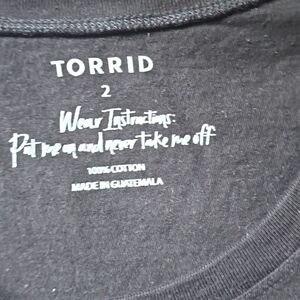 TORRID
2
Wear Instructions:
Put me on and never take me off
100% COTTON
MADE IN GUATEMALA